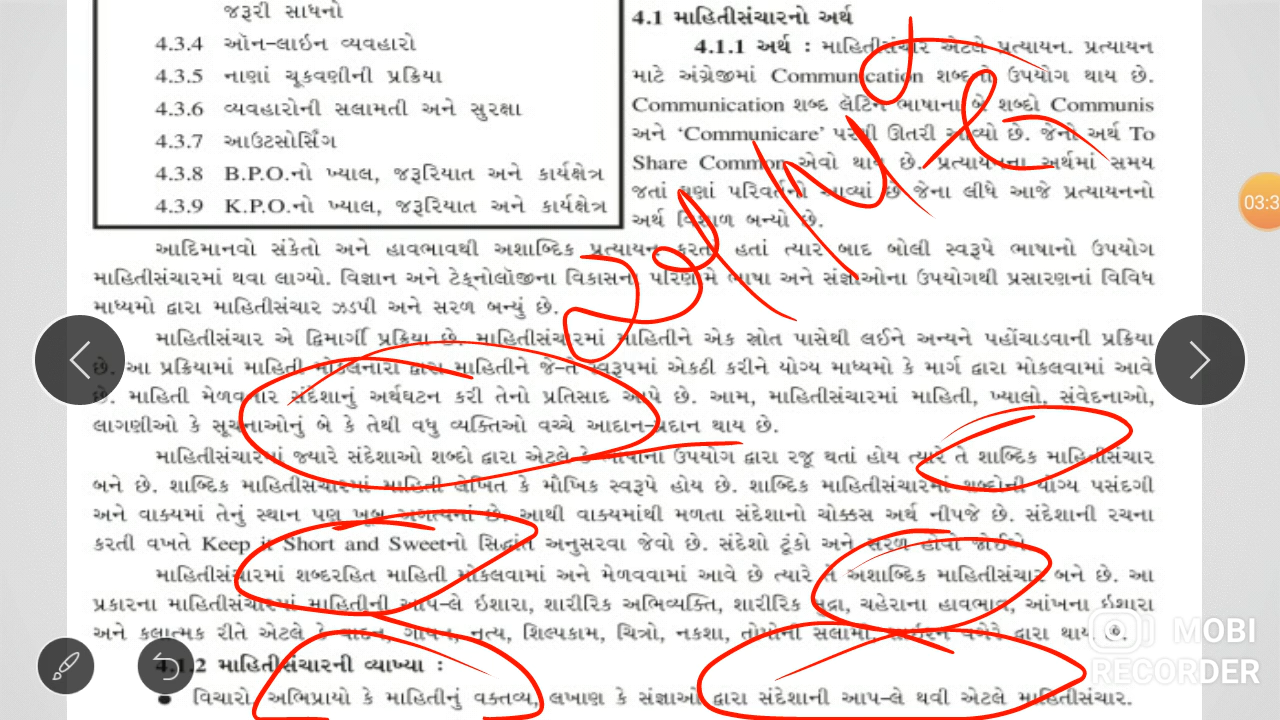 જરૂરી સાધનો
4.3.4 ઑન-લાઇન વ્યવહારો
4.3.5 નાણાં ચૂકવણીની પ્રક્રિયા
4.3.6 વ્યવહારોની સલામતી અને સુરક્ષા
4.3.7 આઉટસોર્સિંગ
4.3.8 B.P.O.નો ખ્યાલ, જરૂરિયાત અને કાર્યક્ષેત્ર
4.3.9 K.P.O.નો ખ્યાલ, જરૂરિયાત અને કાર્યક્ષેત્ર
4.1 માહિતીસંચારનો અર્થ
4.1.1 અર્થ : માહિતીસંચાર એટલે પ્રત્યાયન. પ્રત્યાયન
માટે અંગ્રેજીમાં Communication શબ્દનો ઉપયોગ થાય છે.
Communication શબ્દ લૅટિન ભાષાના બે શબ્દો Communis
અને ‘Communicare’ પરથી ઊતરી આવ્યો છે. જેનો અર્થ To
Share Common એવો થાય છે. પ્રત્યાયનના અર્થમાં સમય
જતાં ઘણાં પરિવર્તનો આવ્યાં છે જેના લીધે આજે પ્રત્યાયનનો
અર્થ વિશાળ બન્યો છે.
આદિમાનવો સંકેતો અને હાવભાવથી અશાબ્દિક પ્રત્યાયન કરતા હતાં ત્યાર બાદ બોલી સ્વરૂપે ભાષાનો ઉપયોગ
માહિતીસંચારમાં થવા લાગ્યો. વિજ્ઞાન અને ટેક્નોલૉજીના વિકાસના પરિણામે ભાષા અને સંજ્ઞાઓના ઉપયોગથી પ્રસારણનાં વિવિધ
માધ્યમો દ્વારા માહિતીસંચાર ઝડપી અને સરળ બન્યું છે.
માહિતીસંચાર એ દ્વિમાર્ગી પ્રક્રિયા છે. માહિતીસંચારમાં માહિતીને એક સ્રોત પાસેથી લઈને અન્યને પહોંચાડવાની પ્રક્રિયા
છે. આ પ્રક્રિયામાં માહિતી મોકલનારા દ્વારા માહિતીને જે-તે સ્વરૂપમાં એકઠી કરીને યોગ્ય માધ્યમો કે માર્ગ દ્વારા મોકલવામાં આવે
છે. માહિતી મેળવનાર સંદેશાનું અર્થઘટન કરી તેનો પ્રતિસાદ આપે છે. આમ, માહિતીસંચારમાં માહિતી, ખ્યાલો, સંવેદનાઓ,
લાગણીઓ કે સૂચનાઓનું બે કે તેથી વધુ વ્યક્તિઓ વચ્ચે આદાન-પ્રદાન થાય છે.
માહિતીસંચારમાં જ્યારે સંદેશાઓ શબ્દો દ્વારા એટલે કે ભાષાના ઉપયોગ દ્વારા રજૂ થતાં હોય ત્યારે તે શાબ્દિક માહિતીસંચાર
બને છે. શાબ્દિક માહિતીસંચારમાં માહિતી લેખિત કે મૌખિક સ્વરૂપે હોય છે. શાબ્દિક માહિતીસંચારમાં શબ્દોની યોગ્ય પસંદગી
અને વાક્યમાં તેનું સ્થાન પણ ખૂબ અગત્યનાં છે. આથી વાક્યમાંથી મળતા સંદેશાનો ચોક્કસ અર્થ નીપજે છે. સંદેશાની રચના
કરતી વખતે Keep it Short and Sweetનો સિદ્ધાંત અનુસરવા જેવો છે. સંદેશો ટૂંકો અને સરળ હોવો જોઈએ.
માહિતીસંચારમાં શબ્દરહિત માહિતી મોકલવામાં અને મેળવવામાં આવે છે ત્યારે તે અશાબ્દિક માહિતીસંચાર બને છે. આ
પ્રકારના માહિતીસંચારમાં માહિતીની આપ-લે ઇશારા, શારીરિક અભિવ્યક્તિ, શારીરિક મુદ્રા, ચહેરાના હાવભાવ, આંખના ઇશારા
અને કલાત્મક રીતે એટલે કે વાદન, ગાયન, નૃત્ય, શિલ્પકામ, ચિત્રો, નકશા, તોપોની સલામી, વગેરે દ્વારા થાય છે.
4.1.2 માહિતીસંચારની વ્યાખ્યા :
● વિચારો, અભિપ્રાયો કે માહિતીનું વક્તવ્ય, લખાણ કે સંજ્ઞાઓ દ્વારા સંદેશાની આપ-લે થવી એટલે માહિતીસંચાર.
03:3
MOBI
RECORDER